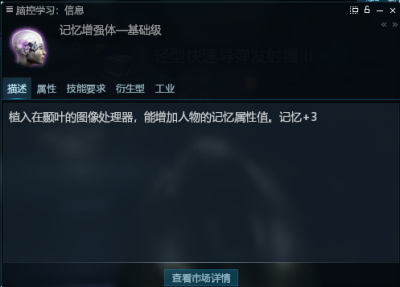 脑控学习：信息
记忆增强体—基础级
描述 属性 技能要求 衍生型 工业
植入在颞叶的图像处理器，能增加人物的记忆属性值。记忆+3
查看市场详情